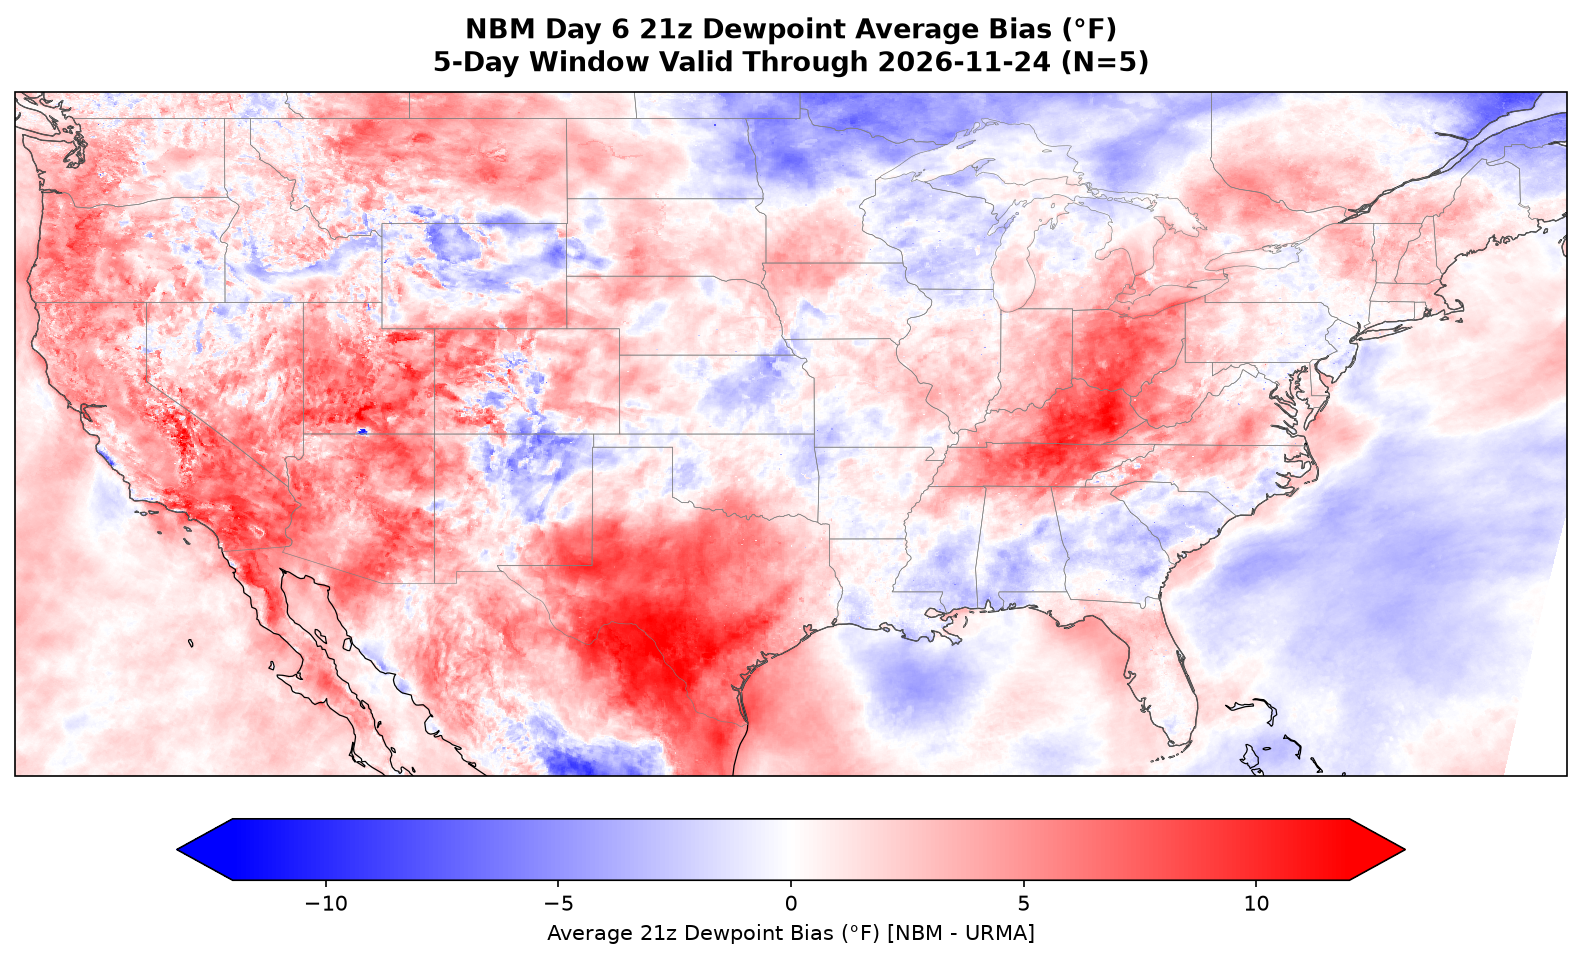 NBM Day 6 21z Dewpoint Average Bias (°F)
5-Day Window Valid Through 2026-11-24 (N=5)
−10 −5 0 5 10
Average 21z Dewpoint Bias (°F) [NBM - URMA]